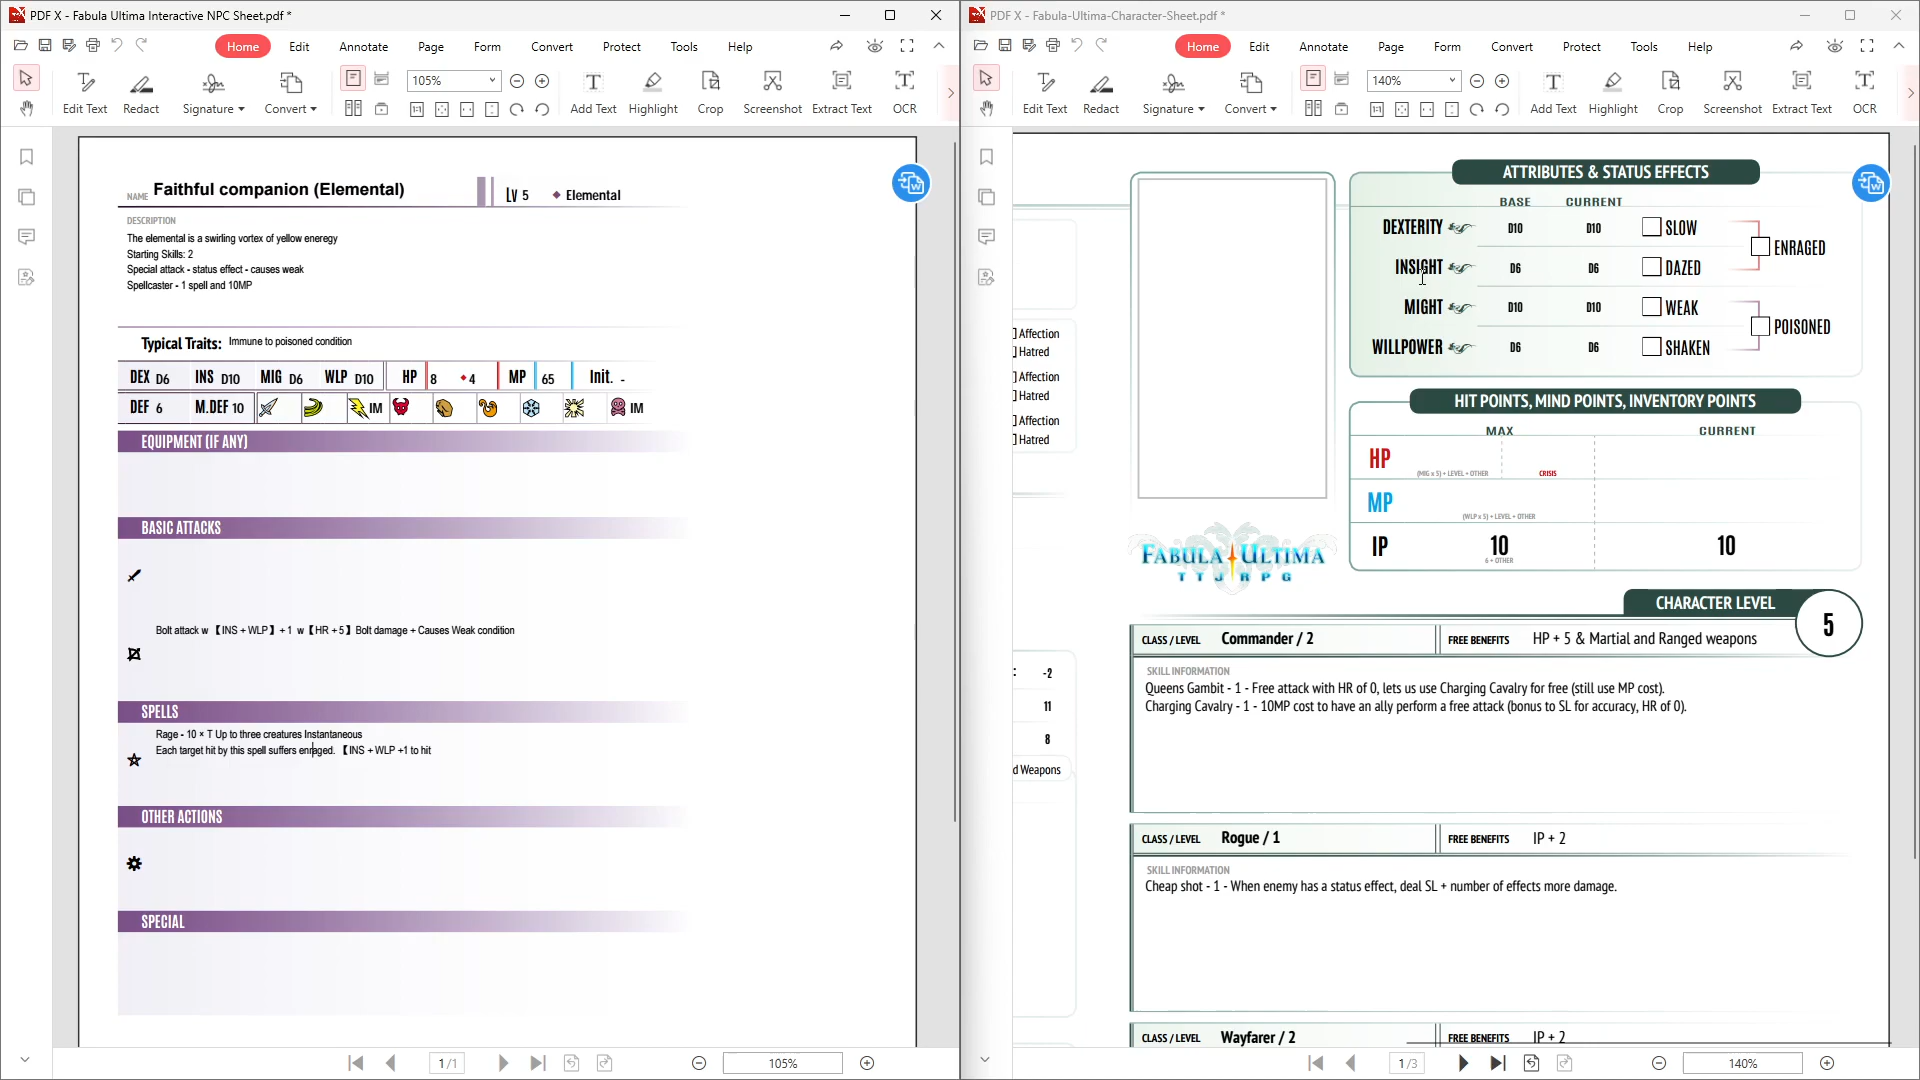 PDF X - Fabula Ultima Interactive NPC Sheet.pdf *
Home Edit Annotate Page Form Convert Protect Tools Help
105%
Edit Text Redact Signature Convert Add Text Highlight Crop Screenshot Extract Text OCR
NAME Faithful companion (Elemental) LV 5 Elemental
DESCRIPTION
The elemental is a swirling vortex of yellow eneregy
Starting Skills: 2
Special attack - status effect - causes weak
Spellcaster - 1 spell and 10MP
Typical Traits: Immune to poisoned condition
DEX D6 INS D10 MIG D6 WLP D10 HP 8 4 MP 65 Init. -
DEF 6 M.DEF 10 IM IM
EQUIPMENT (IF ANY)
BASIC ATTACKS
Bolt attack w 【INS + WLP】 + 1 w 【HR + 5】 Bolt damage + Causes Weak condition
SPELLS
Rage - 10 × T Up to three creatures Instantaneous
Each target hit by this spell suffers enraged. 【INS + WLP +1 to hit
OTHER ACTIONS
SPECIAL
1/1
105%
PDF X - Fabula-Ultima-Character-Sheet.pdf *
Home Edit Annotate Page Form Convert Protect Tools Help
140%
Edit Text Redact Signature Convert Add Text Highlight Crop Screenshot Extract Text OCR
Affection
Hatred
Affection
Hatred
Affection
Hatred
: -2
11
8
d Weapons
FABULA ULTIMA
TTJRPG
ATTRIBUTES & STATUS EFFECTS
BASE CURRENT
DEXTERITY D10 D10 SLOW
ENRAGED
INSIGHT D6 D6 DAZED
MIGHT D10 D10 WEAK
POISONED
WILLPOWER D6 D6 SHAKEN
HIT POINTS, MIND POINTS, INVENTORY POINTS
MAX CURRENT
HP
(MIG x 5) + LEVEL + OTHER CRISIS
MP
(WLP x 5) + LEVEL + OTHER
IP 10 10
6 + OTHER
CHARACTER LEVEL
5
CLASS / LEVEL Commander / 2 FREE BENEFITS HP + 5 & Martial and Ranged weapons
SKILL INFORMATION
Queens Gambit - 1 - Free attack with HR of 0, lets us use Charging Cavalry for free (still use MP cost).
Charging Cavalry - 1 - 10MP cost to have an ally perform a free attack (bonus to SL for accuracy, HR of 0).
CLASS / LEVEL Rogue / 1 FREE BENEFITS IP + 2
SKILL INFORMATION
Cheap shot - 1 - When enemy has a status effect, deal SL + number of effects more damage.
CLASS / LEVEL Wayfarer / 2 FREE BENEFITS IP + 2
1/3
140%